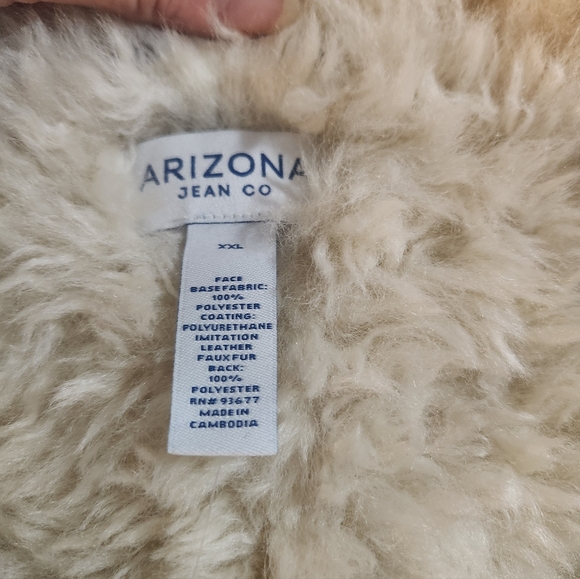 ARIZONA
JEAN CO
XXL
FACE
BASEFABRIC:
100%
POLYESTER
COATING:
POLYURETHANE
IMITATION
LEATHER
FAUXFUR
BACK:
100%
POLYESTER
RN# 93677
MADE IN
CAMBODIA